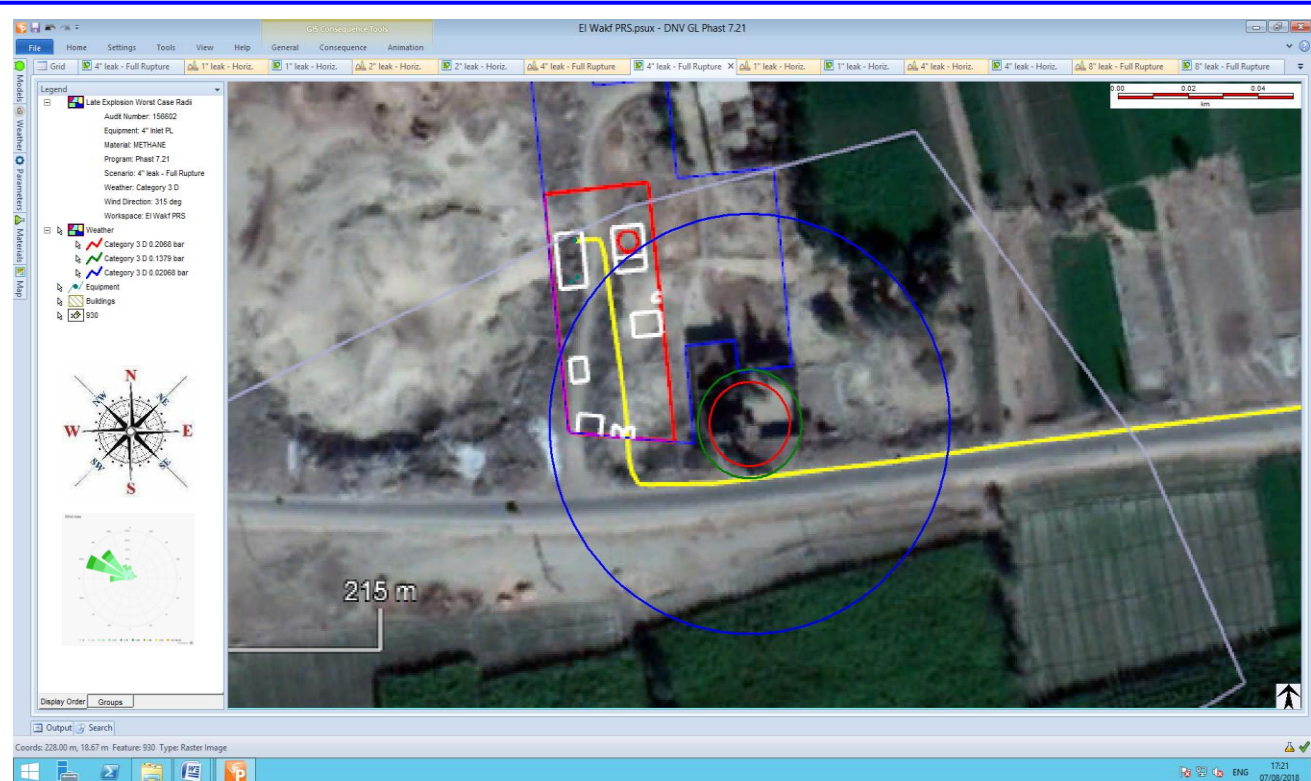 El Wakf PRS.psux - DNV GL Phast 7.21
GIS Consequence Tools
File Home Settings Tools View Help General Consequence Animation
Grid 4" leak - Full Rupture 1" leak - Horiz. 1" leak - Horiz. 2" leak - Horiz. 2" leak - Horiz. 4" leak - Full Rupture 4" leak - Full Rupture 1" leak - Horiz. 1" leak - Horiz. 4" leak - Horiz. 4" leak - Horiz. 8" leak - Full Rupture 8" leak - Full Rupture
Models
Weather
Parameters
Materials
Map
Legend
Late Explosion Worst Case Radii
Audit Number: 156602
Equipment: 4" Inlet PL
Material: METHANE
Program: Phast 7.21
Scenario: 4" leak - Full Rupture
Weather: Category 3 D
Wind Direction: 315 deg
Workspace: El Wakf PRS
Weather
Category 3 D 0.2068 bar
Category 3 D 0.1379 bar
Category 3 D 0.02068 bar
Equipment
Buildings
930
N
NW NE
W E
SW SE
S
0.00 0.02 0.04
km
215 m
Display Order Groups
Output Search
Coords: 228.00 m, 18.67 m Feature: 930 Type: Raster Image
ENG
17:21
07/08/2018